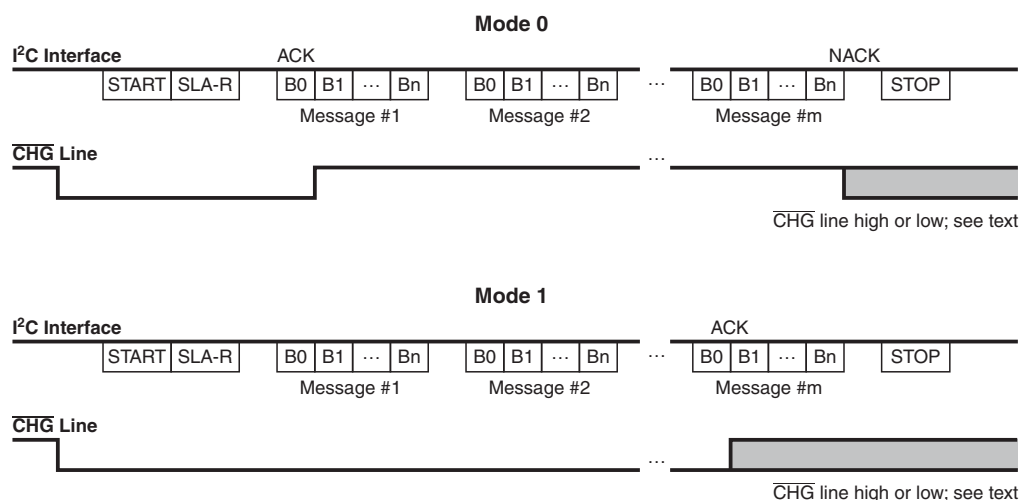 Mode 0
I²C Interface ACK NACK
START SLA-R B0 B1 ... Bn B0 B1 ... Bn ... B0 B1 ... Bn STOP
Message #1 Message #2 Message #m
CHG Line
...
CHG line high or low; see text
Mode 1
I²C Interface ACK
START SLA-R B0 B1 ... Bn B0 B1 ... Bn ... B0 B1 ... Bn STOP
Message #1 Message #2 Message #m
CHG Line
...
CHG line high or low; see text